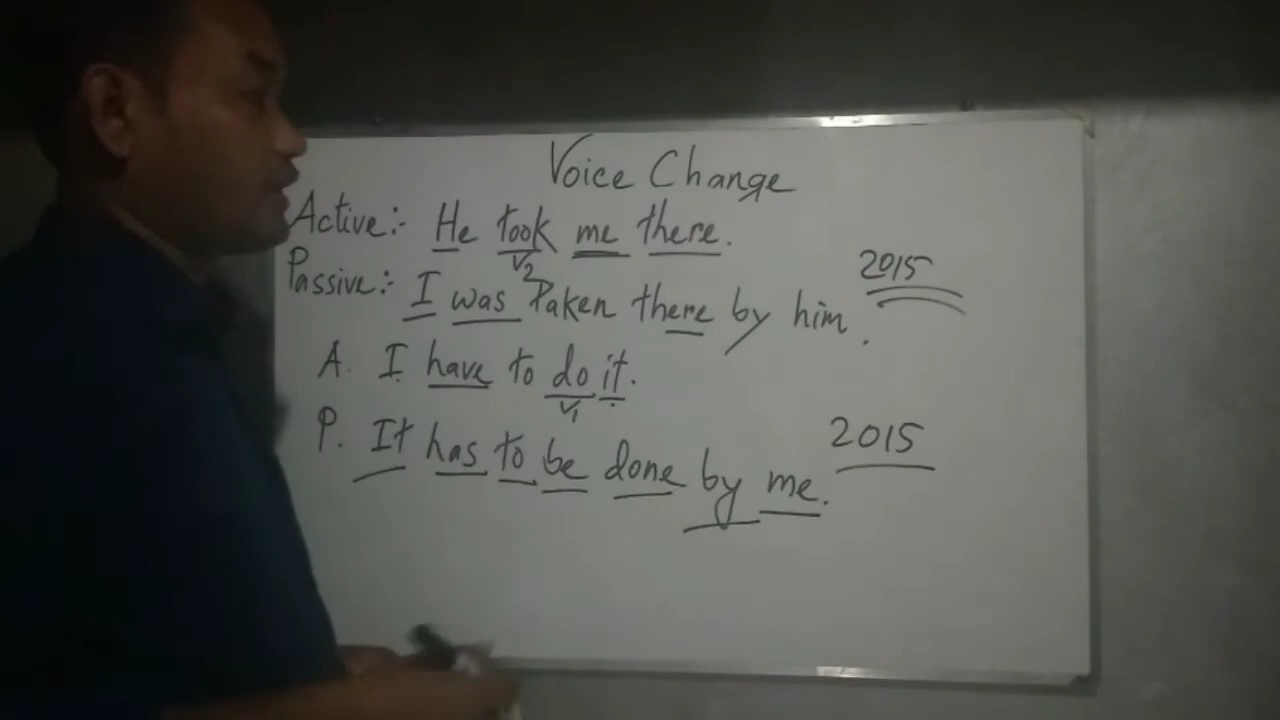 Voice Change
Active:- He took me there.
V2
Passive:- I was taken there by him.
2015
A. I have to do it.
V1
P. It has to be done by me.
2015